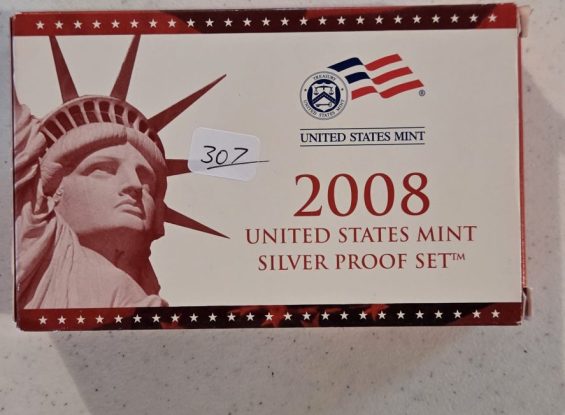 307
®
UNITED STATES MINT
2008
UNITED STATES MINT
SILVER PROOF SET™